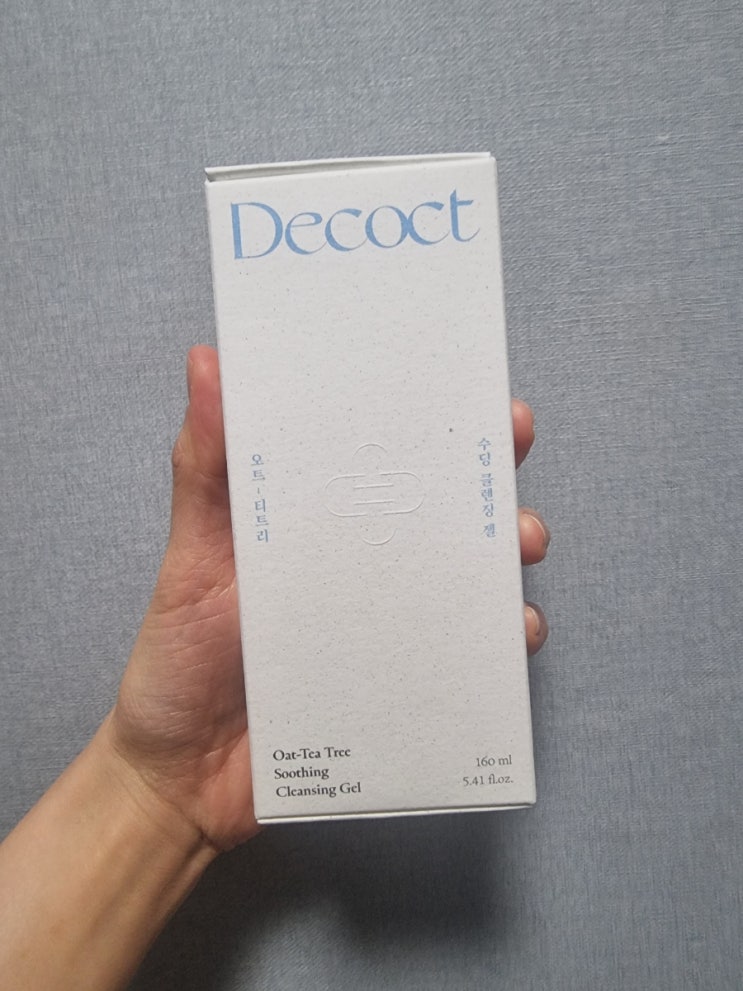 Decoct
오트-티트리
수딩 클렌징 젤
Oat-Tea Tree
Soothing
Cleansing Gel
160 ml
5.41 fl.oz.